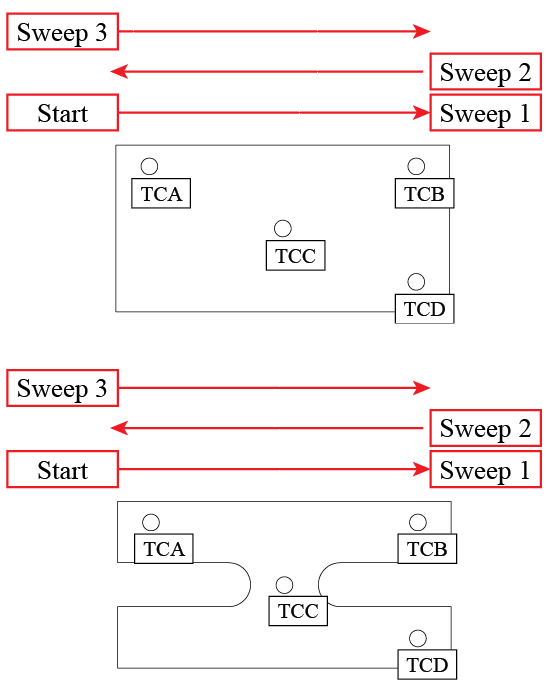 Sweep 3
Sweep 2
Start Sweep 1
TCA TCB
TCC
TCD
Sweep 3
Sweep 2
Start Sweep 1
TCA TCB
TCC
TCD